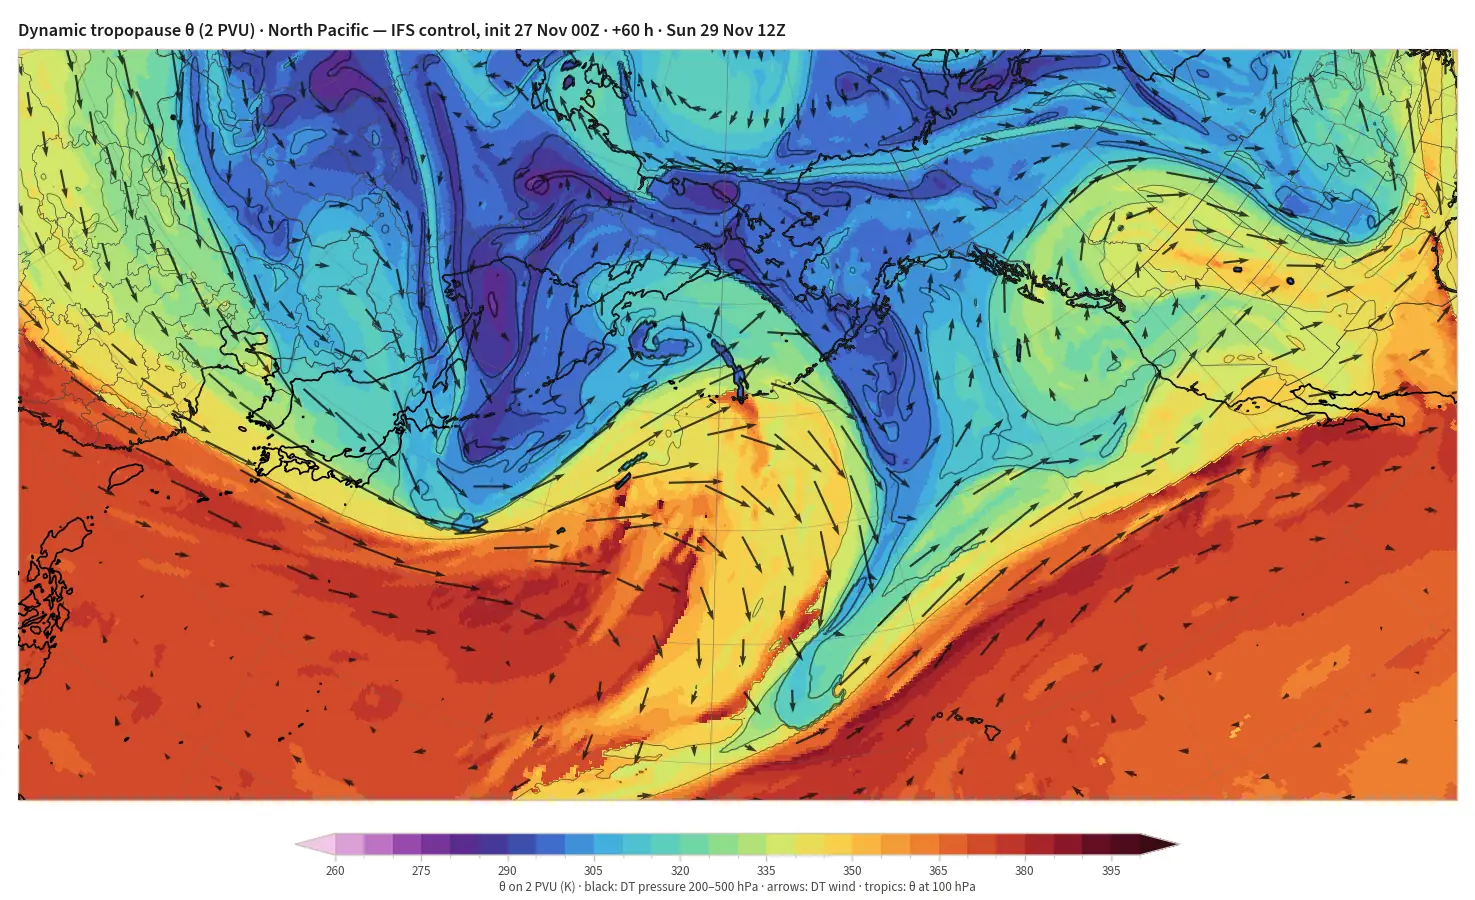 Dynamic tropopause θ (2 PVU) · North Pacific — IFS control, init 27 Nov 00Z · +60 h · Sun 29 Nov 12Z
260 275 290 305 320 335 350 365 380 395
θ on 2 PVU (K) · black: DT pressure 200–500 hPa · arrows: DT wind · tropics: θ at 100 hPa